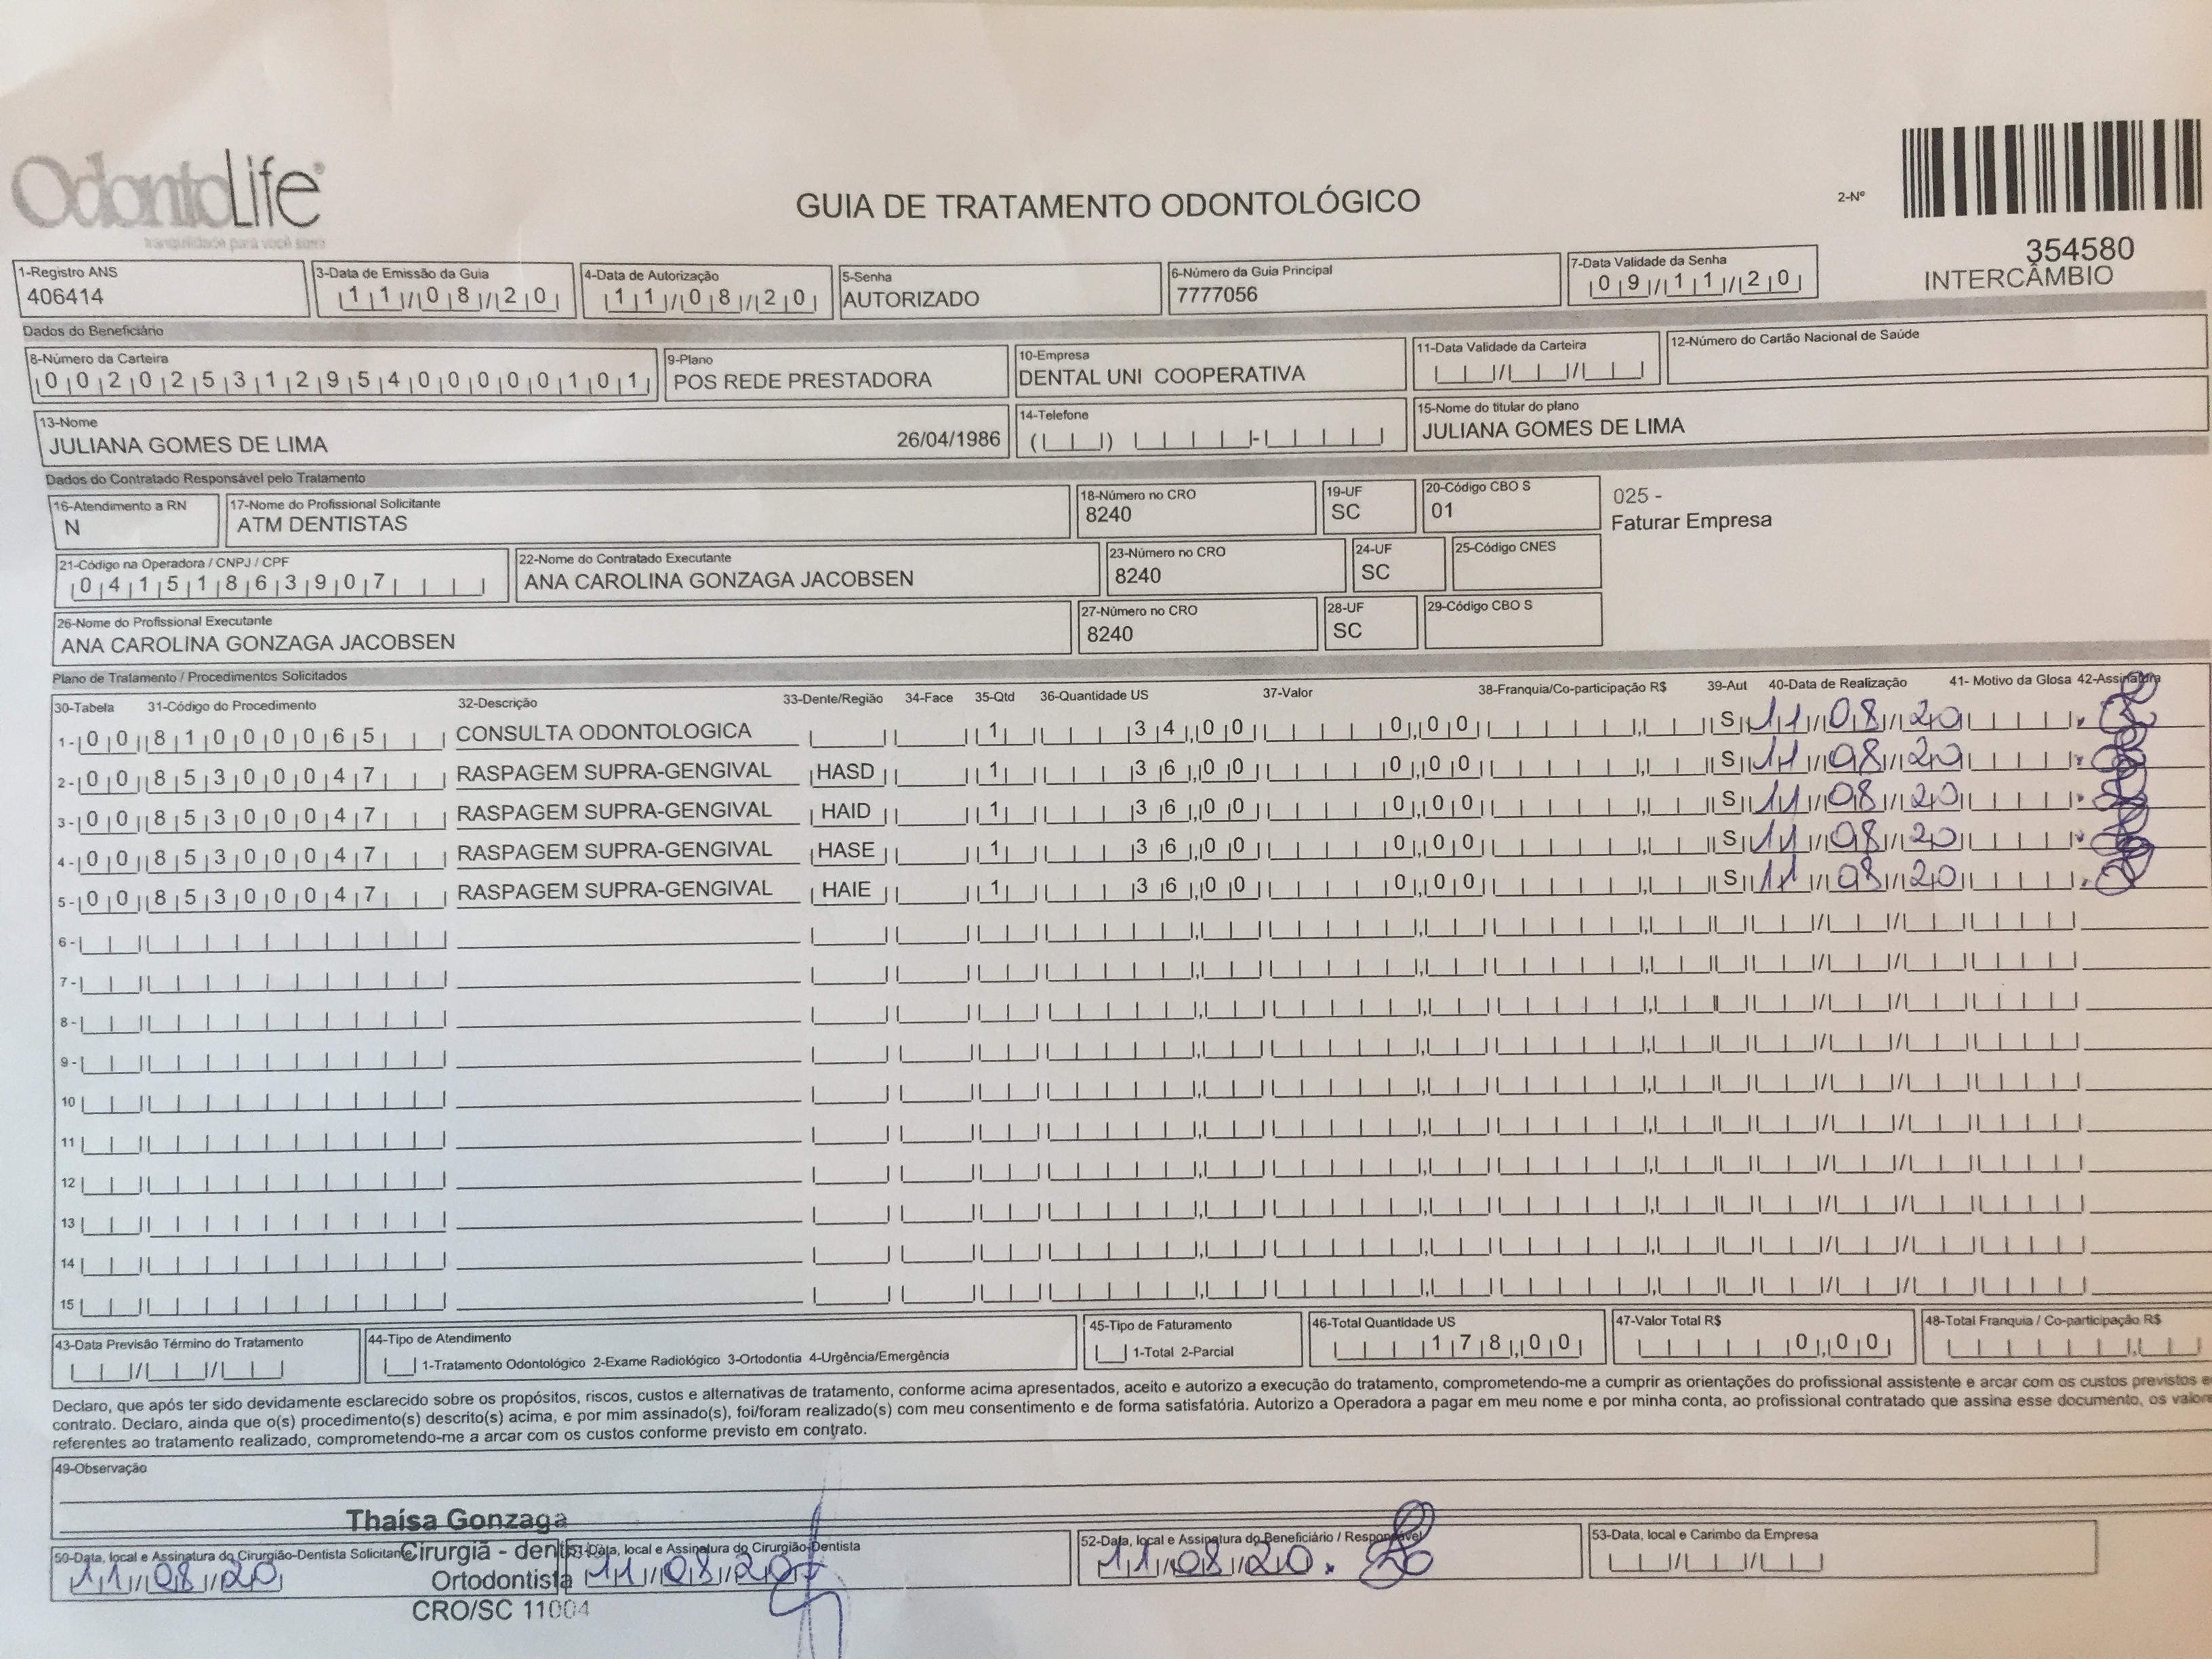 OdontoLife®
tranquilidade para você sorrir
GUIA DE TRATAMENTO ODONTOLÓGICO
2-Nº
354580
INTERCÂMBIO
1-Registro ANS
406414
3-Data de Emissão da Guia
11/08/20
4-Data de Autorização
11/08/20
5-Senha
AUTORIZADO
6-Número da Guia Principal
7777056
7-Data Validade da Senha
09/11/20
Dados do Beneficiário
8-Número da Carteira
002025312954000000101
9-Plano
POS REDE PRESTADORA
10-Empresa
DENTAL UNI COOPERATIVA
11-Data Validade da Carteira
12-Número do Cartão Nacional de Saúde
13-Nome
JULIANA GOMES DE LIMA 26/04/1986
14-Telefone
15-Nome do titular do plano
JULIANA GOMES DE LIMA
Dados do Contratado Responsável pelo Tratamento
16-Atendimento a RN
N
17-Nome do Profissional Solicitante
ATM DENTISTAS
18-Número no CRO
8240
19-UF
SC
20-Código CBO S
01
025 -
Faturar Empresa
21-Código na Operadora / CNPJ / CPF
04151863907
22-Nome do Contratado Executante
ANA CAROLINA GONZAGA JACOBSEN
23-Número no CRO
8240
24-UF
SC
25-Código CNES
26-Nome do Profissional Executante
ANA CAROLINA GONZAGA JACOBSEN
27-Número no CRO
8240
28-UF
SC
29-Código CBO S
Plano de Tratamento / Procedimentos Solicitados
30-Tabela 31-Código do Procedimento 32-Descrição 33-Dente/Região 34-Face 35-Qtd 36-Quantidade US 37-Valor 38-Franquia/Co-participação R$ 39-Aut 40-Data de Realização 41- Motivo da Glosa 42-Assinatura
1- 00 81000065 CONSULTA ODONTOLOGICA 1 34,00 0,00 S 11/08/20
2- 00 85300047 RASPAGEM SUPRA-GENGIVAL HASD 1 36,00 0,00 S 11/08/20
3- 00 85300047 RASPAGEM SUPRA-GENGIVAL HAID 1 36,00 0,00 S 11/08/20
4- 00 85300047 RASPAGEM SUPRA-GENGIVAL HASE 1 36,00 0,00 S 11/08/20
5- 00 85300047 RASPAGEM SUPRA-GENGIVAL HAIE 1 36,00 0,00 S 11/08/20
6-
7-
8-
9-
10
11
12
13
14
15
43-Data Previsão Término do Tratamento
44-Tipo de Atendimento
1-Tratamento Odontológico 2-Exame Radiológico 3-Ortodontia 4-Urgência/Emergência
45-Tipo de Faturamento
1-Total 2-Parcial
46-Total Quantidade US
178,00
47-Valor Total R$
0,00
48-Total Franquia / Co-participação R$
Declaro, que após ter sido devidamente esclarecido sobre os propósitos, riscos, custos e alternativas de tratamento, conforme acima apresentados, aceito e autorizo a execução do tratamento, comprometendo-me a cumprir as orientações do profissional assistente e arcar com os custos previstos e
contrato. Declaro, ainda que o(s) procedimento(s) descrito(s) acima, e por mim assinado(s), foi/foram realizado(s) com meu consentimento e de forma satisfatória. Autorizo a Operadora a pagar em meu nome e por minha conta, ao profissional contratado que assina esse documento, os valore
referentes ao tratamento realizado, comprometendo-me a arcar com os custos conforme previsto em contrato.
49-Observação
Thaísa Gonzaga
Cirurgiã - denti
Ortodontista
CRO/SC 11004
50-Data, local e Assinatura do Cirurgião-Dentista Solicitante
11/08/20
51-Data, local e Assinatura do Cirurgião-Dentista
11/08/20
52-Data, local e Assinatura do Beneficiário / Responsável
11/08/20
53-Data, local e Carimbo da Empresa